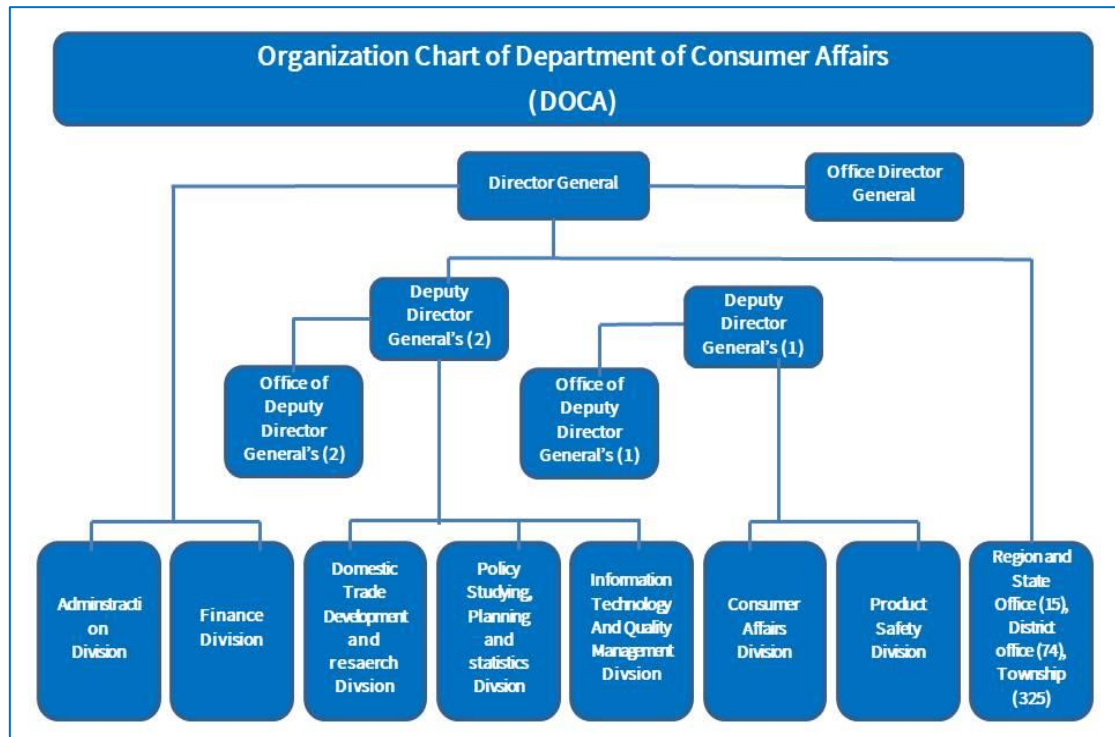 Organization Chart of Department of Consumer Affairs
(DOCA)
Director General
Office Director
General
Deputy
Director
General's (2)
Deputy
Director
General's (1)
Office of
Deputy
Director
General's (2)
Office of
Deputy
Director
General's (1)
Adminstracti
on
Division
Finance
Division
Domestic
Trade
Development
and
resaerch Divsion
Policy
Studying,
Planning
and
statistics
Divsion
Information
Technology
And Quality
Management
Divsion
Consumer
Affairs
Division
Product
Safety
Division
Region and
State
Office (15),
District
office (74),
Township
(325)